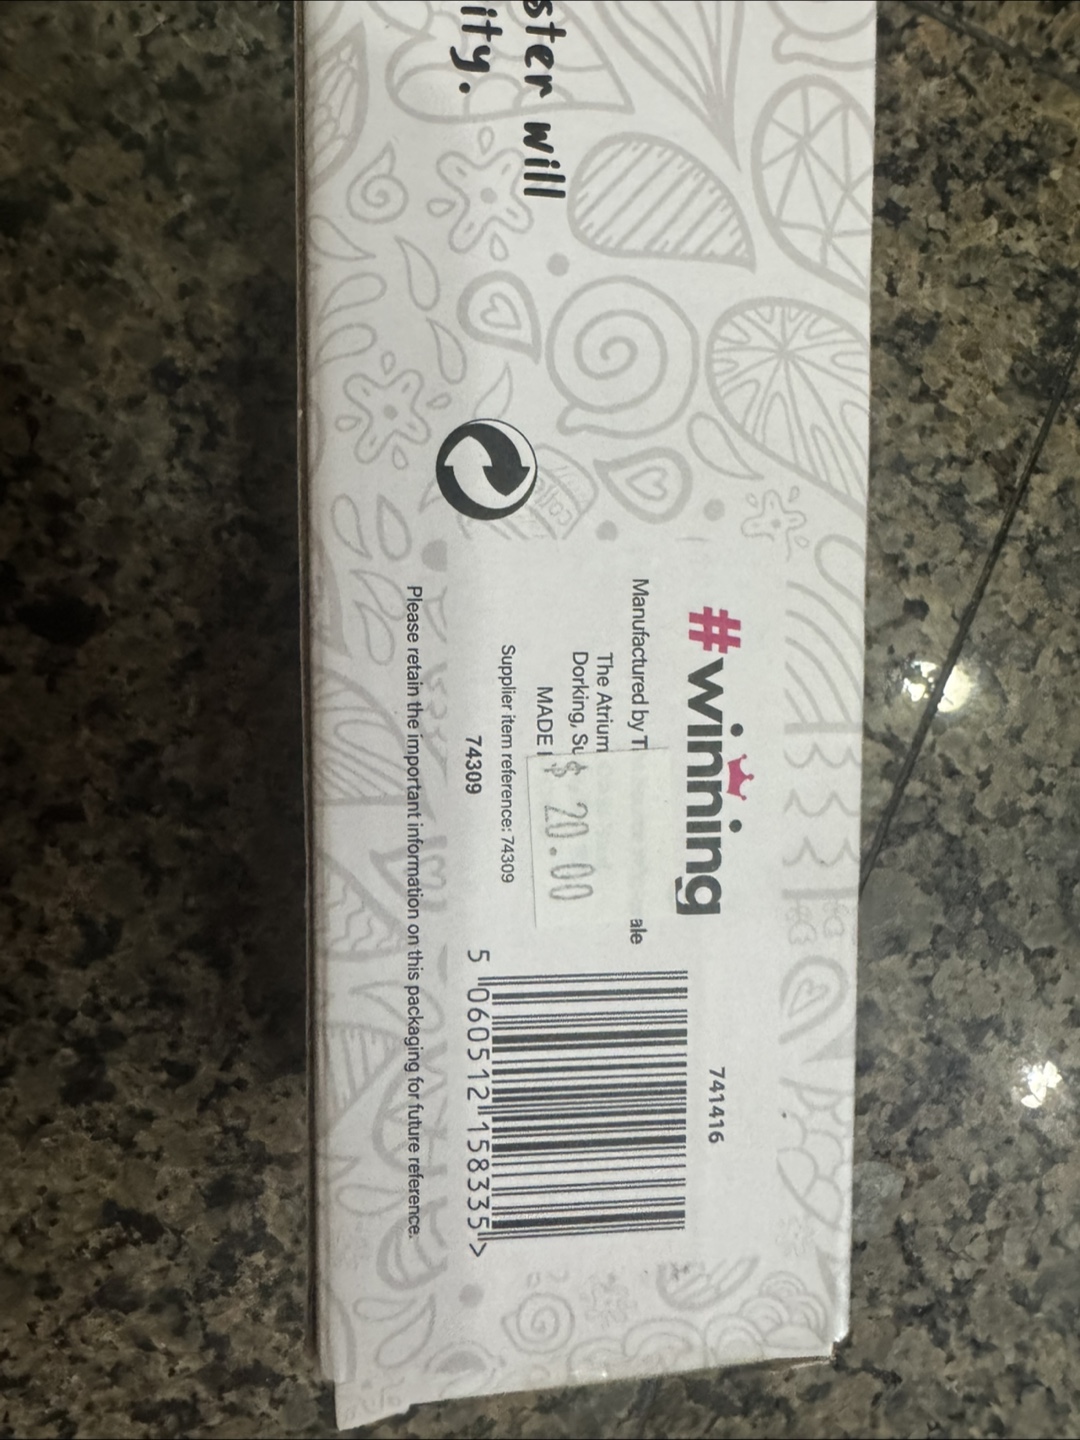 ster will
ity.
#winning
Manufactured by T ale
The Atrium
Dorking, Su
MADE
$ 20.00
Supplier item reference: 74309
74309
741416
5 060512 158335 >
Please retain the important information on this packaging for future reference.